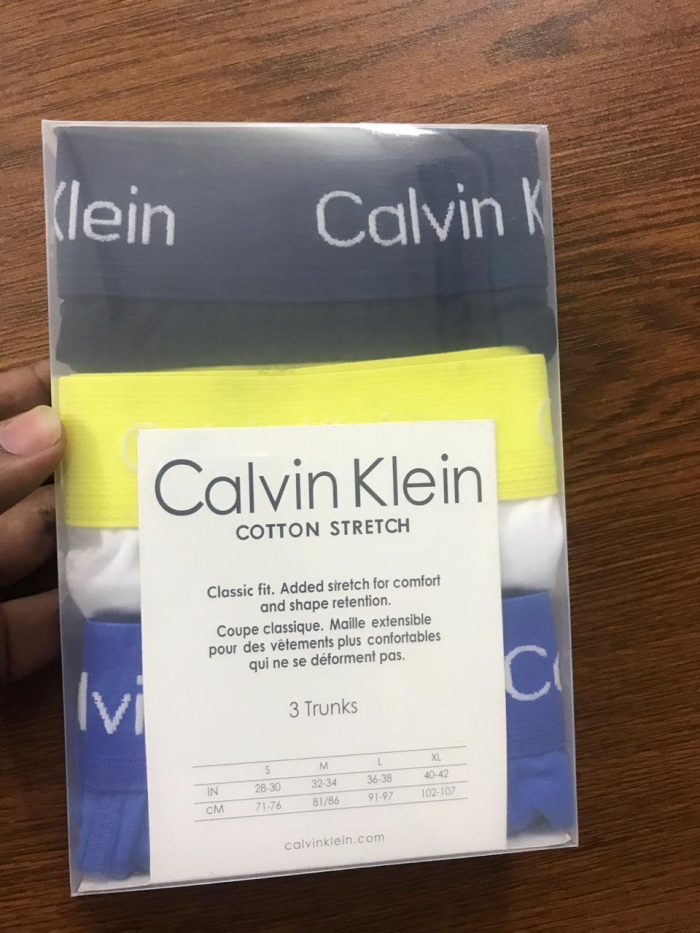 Klein Calvin K
Calvin Klein
COTTON STRETCH
Classic fit. Added stretch for comfort
and shape retention.
Coupe classique. Maille extensible
pour des vêtements plus confortables
qui ne se déforment pas.
lvi C
3 Trunks
S M L XL
IN 28-30 32-34 36-38 40-42
CM 71-76 81/86 91-97 102-107
calvinklein.com